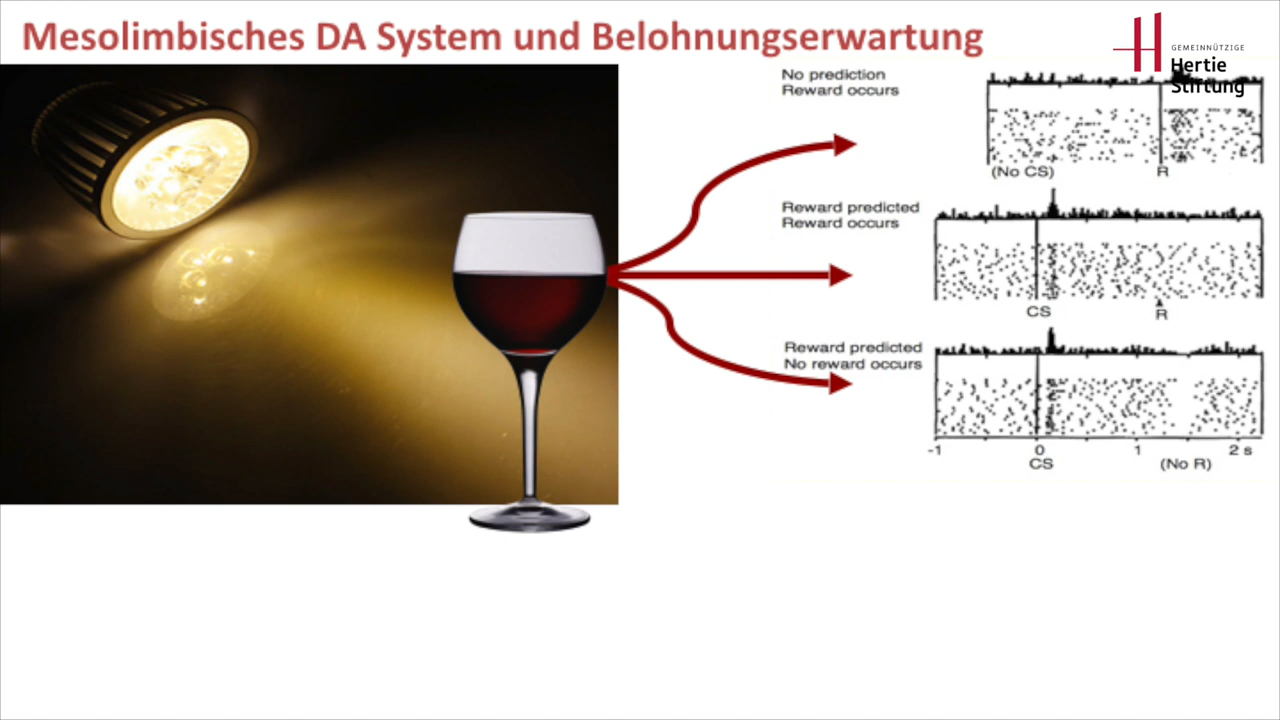 Mesolimbisches DA System und Belohnungserwartung
GEMEINNÜTZIGE
Hertie
Stiftung
No prediction
Reward occurs
(No CS)
R
Reward predicted
Reward occurs
CS
R
Reward predicted
No reward occurs
-1
0
1
2 s
CS
(No R)